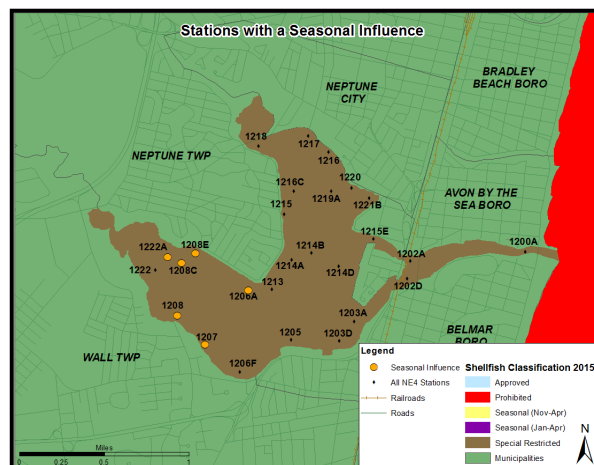 Stations with a Seasonal Influence
BRADLEY
BEACH BORO
NEPTUNE
CITY
NEPTUNE TWP
AVON BY THE
SEA BORO
BELMAR
BORO
WALL TWP
1218
1217
1216
1216C
1220
1219A
1221B
1215
1215E
1200A
1222A
1208E
1214B
1202A
1222
1208C
1214A
1214D
1202D
1213
1206A
1208
1203A
1207
1205
1203D
1206F
Legend
Seasonal Influence
All NE4 Stations
Railroads
Roads
Shellfish Classification 2015
Approved
Prohibited
Seasonal (Nov-Apr)
Seasonal (Jan-Apr)
Special Restricted
Municipalities
Miles
0 0.25 0.5 1
N